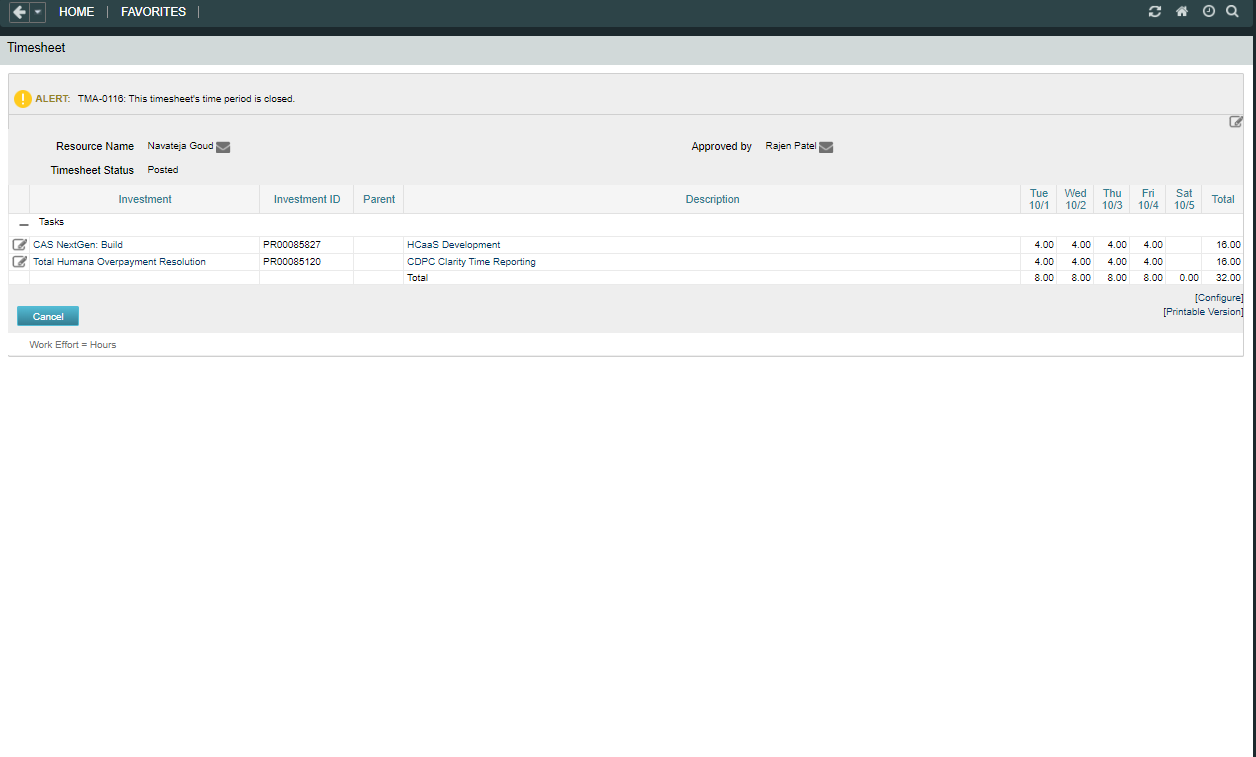 HOME | FAVORITES |
Timesheet
ALERT: TMA-0116: This timesheet's time period is closed.
Resource Name Navateja Goud Approved by Rajen Patel
Timesheet Status Posted
Investment Investment ID Parent Description Tue 10/1 Wed 10/2 Thu 10/3 Fri 10/4 Sat 10/5 Total
Tasks
CAS NextGen: Build PR00085827 HCaaS Development 4.00 4.00 4.00 4.00 16.00
Total Humana Overpayment Resolution PR00085120 CDPC Clarity Time Reporting 4.00 4.00 4.00 4.00 16.00
Total 8.00 8.00 8.00 8.00 0.00 32.00
[Configure]
[Printable Version]
Cancel
Work Effort = Hours